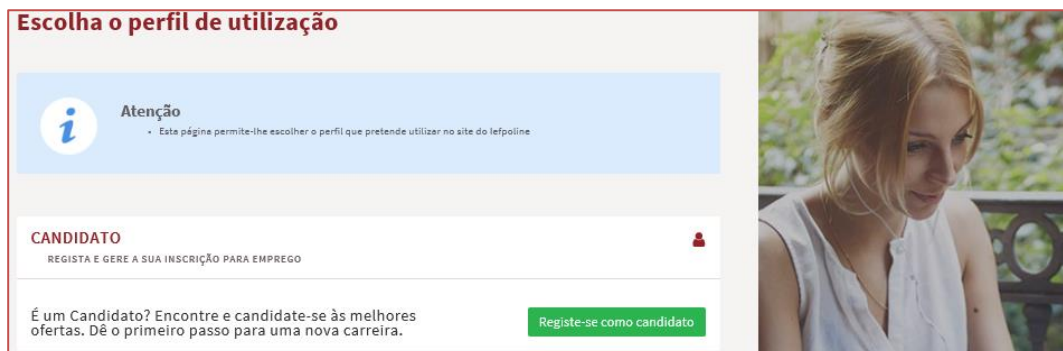 Escolha o perfil de utilização
Atenção
• Esta página permite-lhe escolher o perfil que pretende utilizar no site do Iefponline
CANDIDATO
REGISTA E GERE A SUA INSCRIÇÃO PARA EMPREGO
É um Candidato? Encontre e candidate-se às melhores
ofertas. Dê o primeiro passo para uma nova carreira.
Registe-se como candidato